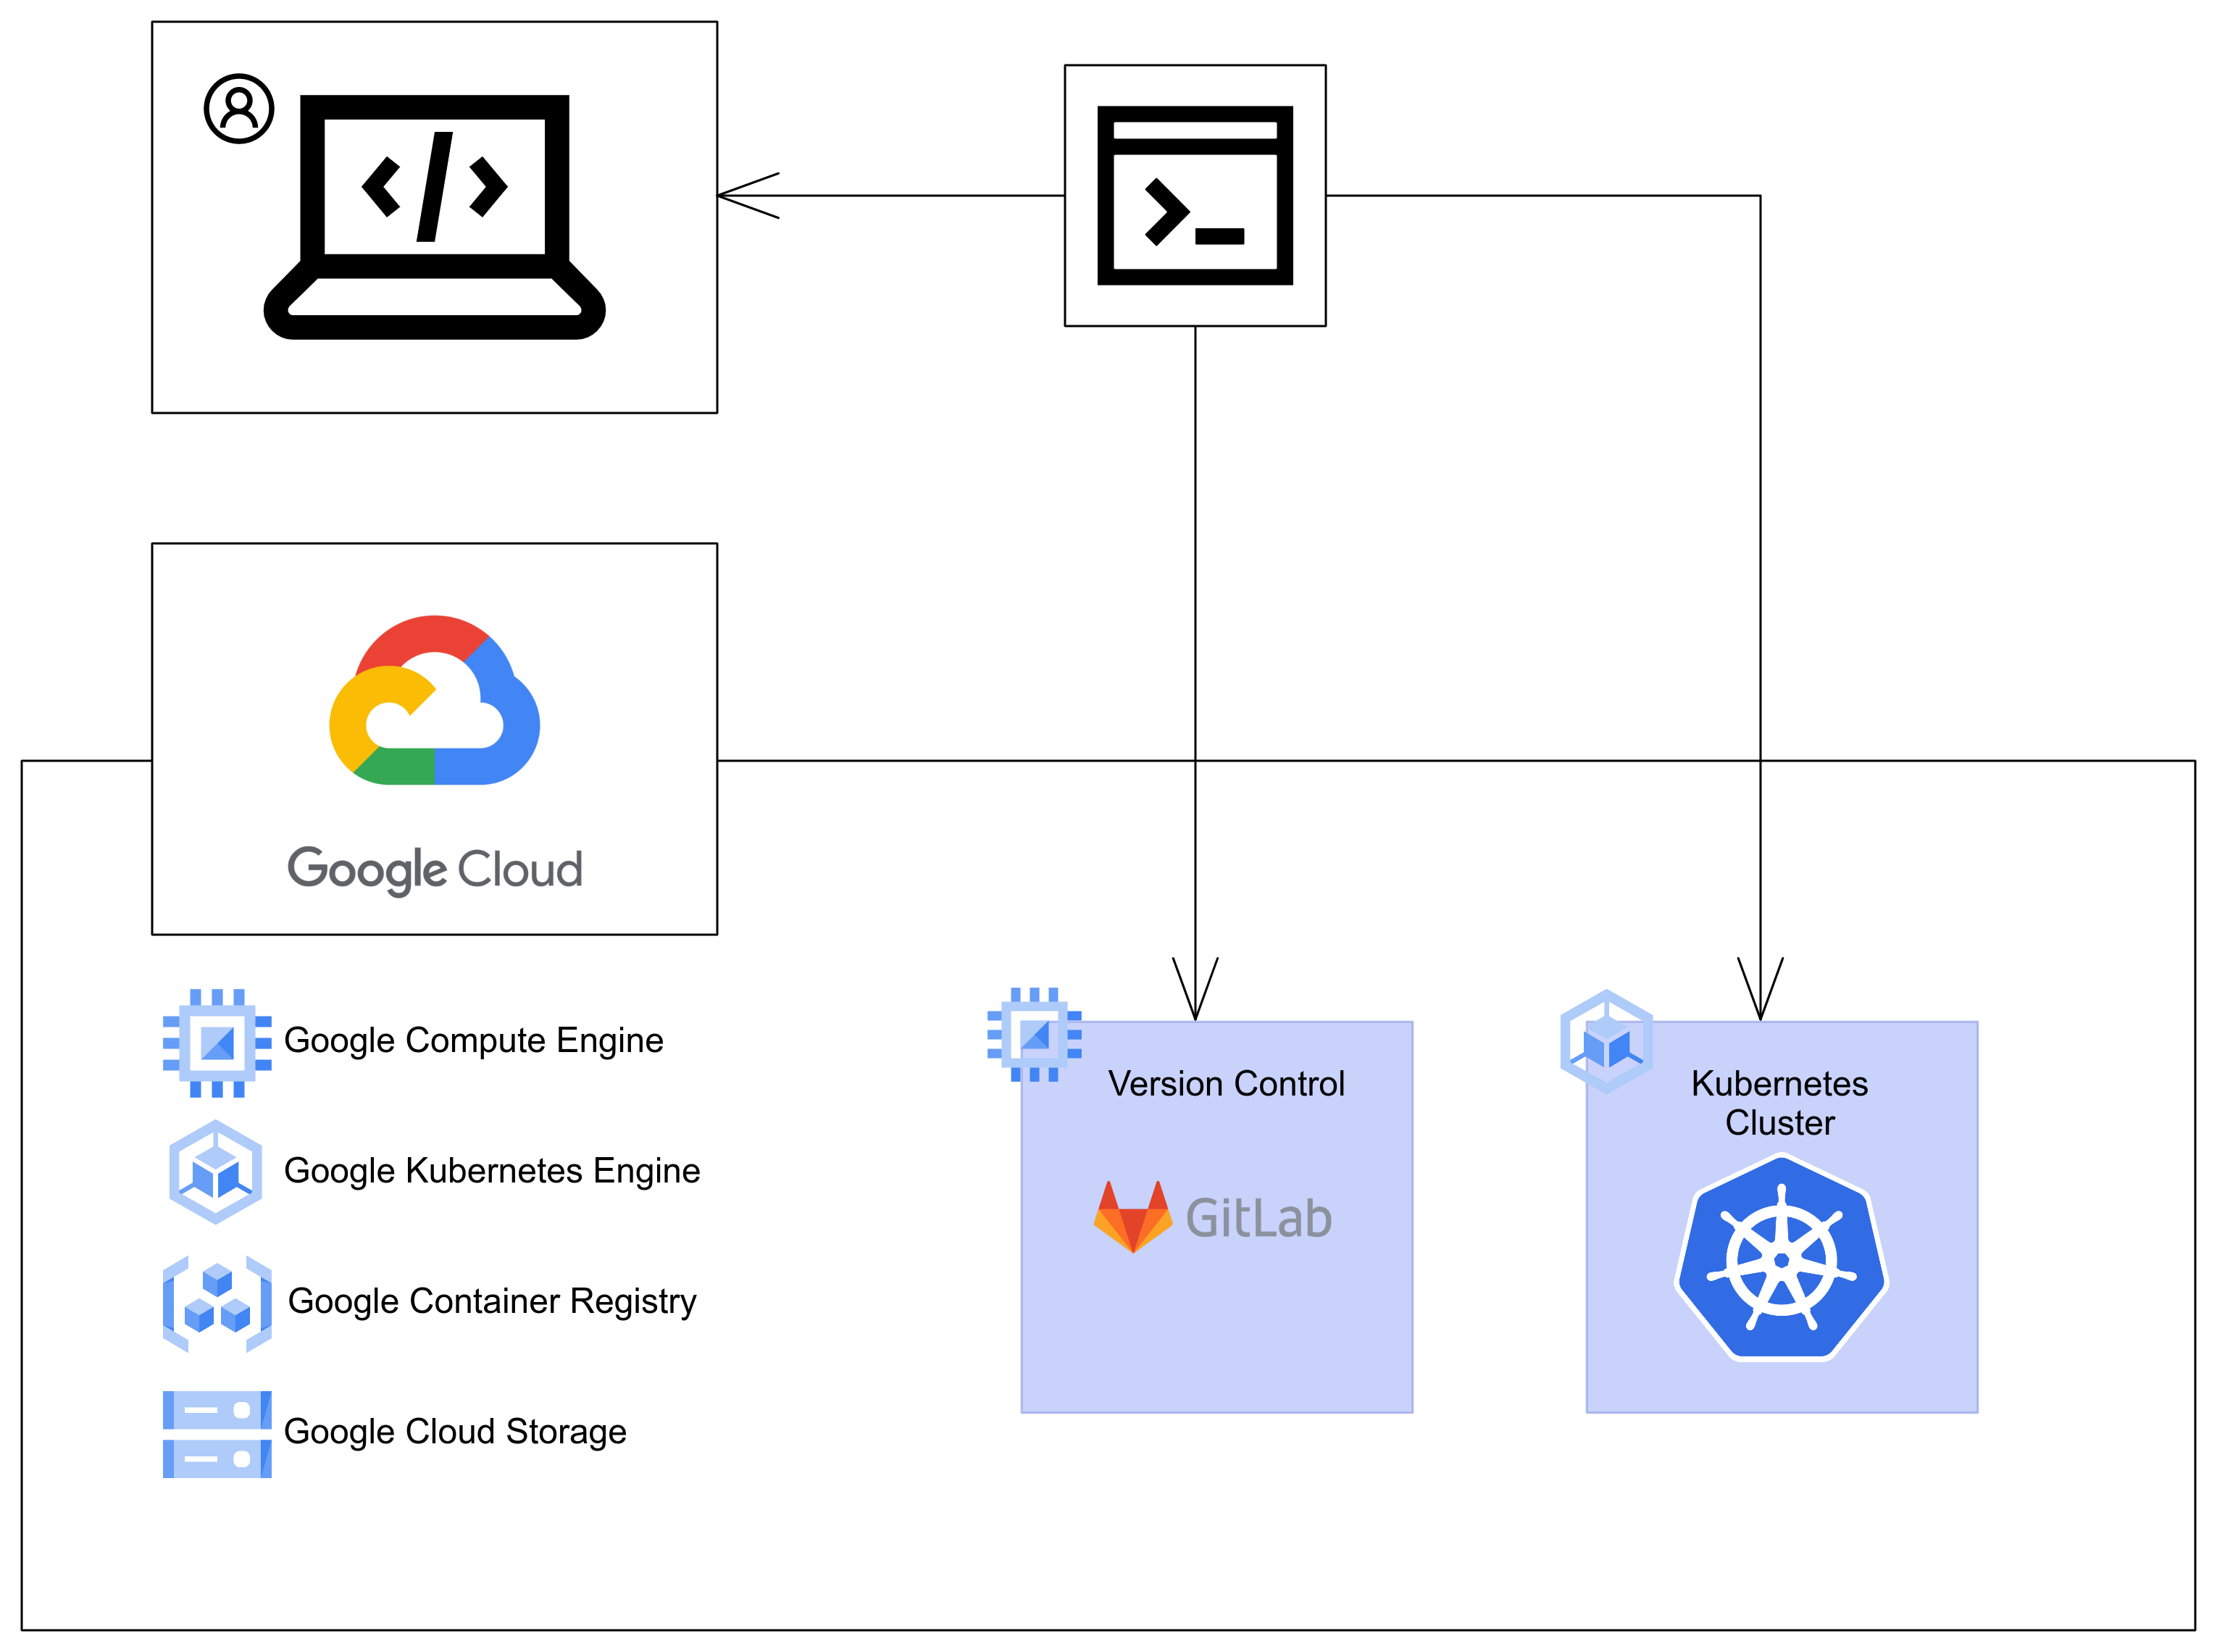 Google Cloud
Google Compute Engine
Google Kubernetes Engine
Google Container Registry
Google Cloud Storage
Version Control
GitLab
Kubernetes
Cluster